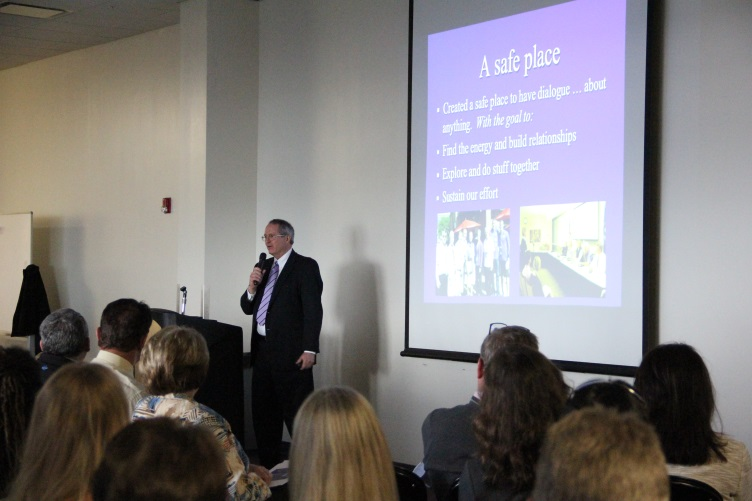 A safe place
• Created a safe place to have dialogue … about
anything. With the goal to:
• Find the energy and build relationships
• Explore and do stuff together
• Sustain our effort